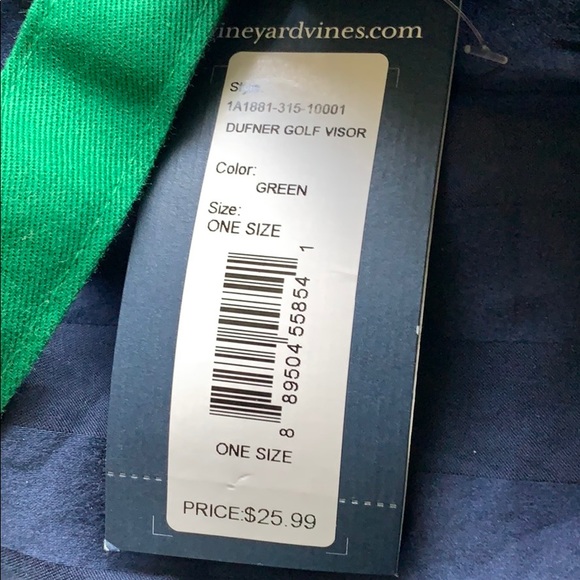 vineyardvines.com
Style:
1A1881-315-10001
DUFNER GOLF VISOR
Color:
GREEN
Size:
ONE SIZE
8 89504 55854 1
ONE SIZE
PRICE:$25.99